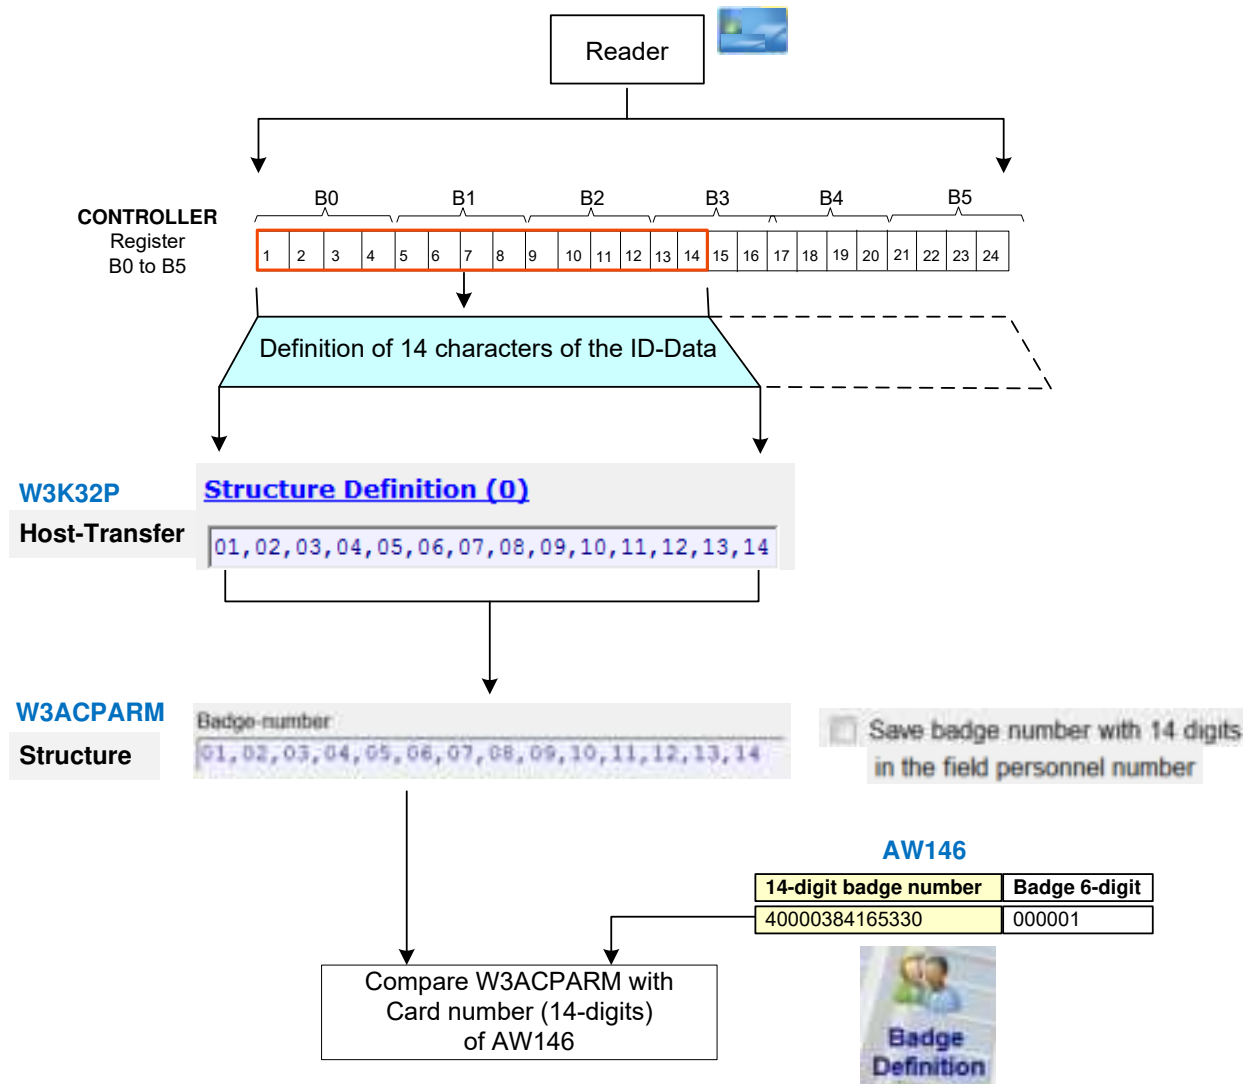 Reader
B0 B1 B2 B3 B4 B5
CONTROLLER
Register
B0 to B5
1 2 3 4 5 6 7 8 9 10 11 12 13 14 15 16 17 18 19 20 21 22 23 24
Definition of 14 characters of the ID-Data
W3K32P
Host-Transfer
Structure Definition (0)
01,02,03,04,05,06,07,08,09,10,11,12,13,14
W3ACPARM
Structure
Badge-number
01,02,03,04,05,06,07,08,09,10,11,12,13,14
Save badge number with 14 digits
in the field personnel number
AW146
14-digit badge number Badge 6-digit
40000384165330 000001
Compare W3ACPARM with
Card number (14-digits)
of AW146
Badge
Definition